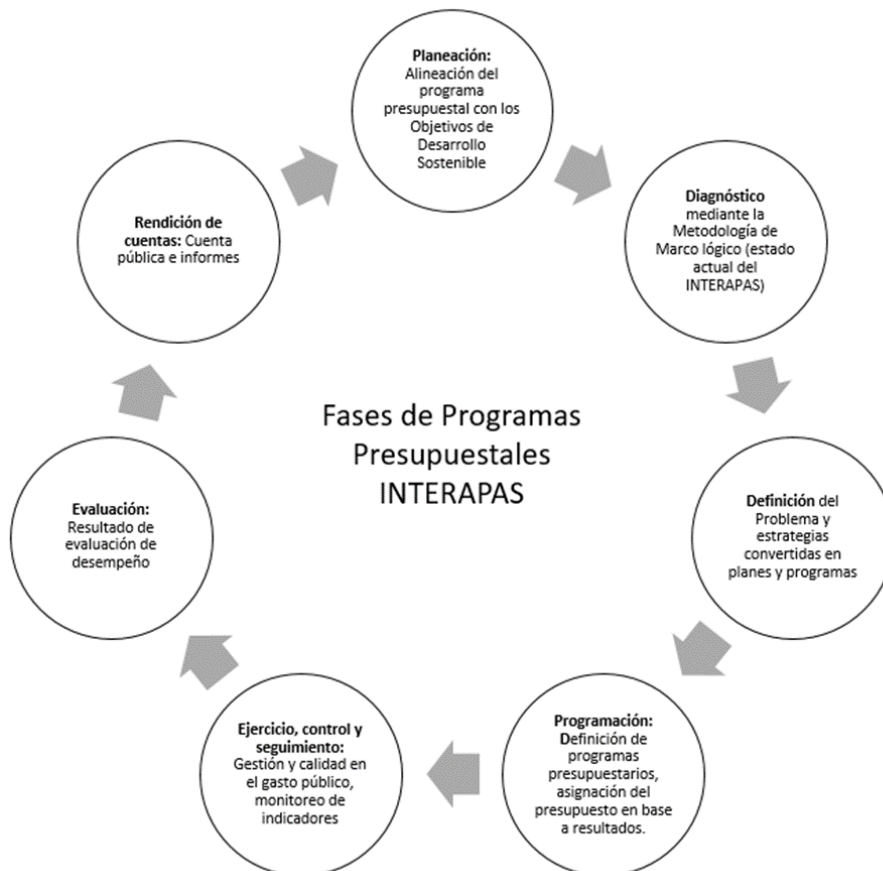 Planeación:
Alineación del
programa
presupuestal con los
Objetivos de
Desarrollo
Sostenible
Diagnóstico
mediante la
Metodología de
Marco lógico (estado
actual del
INTERAPAS)
Definición del
Problema y
estrategias
convertidas en
planes y programas
Programación:
Definición de
programas
presupuestarios,
asignación del
presupuesto en base
a resultados.
Ejercicio, control y
seguimiento:
Gestión y calidad en
el gasto público,
monitoreo de
indicadores
Evaluación:
Resultado de
evaluación de
desempeño
Rendición de
cuentas: Cuenta
pública e informes
Fases de Programas
Presupuestales
INTERAPAS